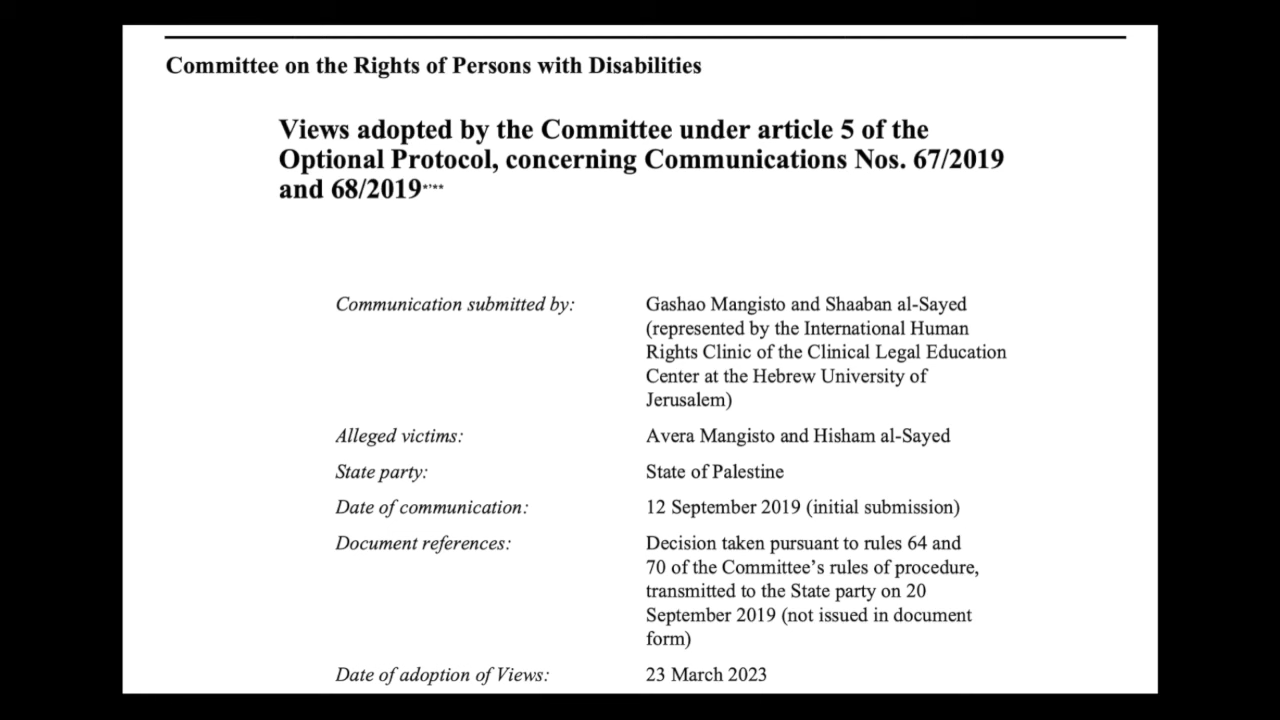 Committee on the Rights of Persons with Disabilities
Views adopted by the Committee under article 5 of the
Optional Protocol, concerning Communications Nos. 67/2019
and 68/2019*,**
Communication submitted by:
Gashao Mangisto and Shaaban al-Sayed
(represented by the International Human
Rights Clinic of the Clinical Legal Education
Center at the Hebrew University of
Jerusalem)
Alleged victims:
Avera Mangisto and Hisham al-Sayed
State party:
State of Palestine
Date of communication:
12 September 2019 (initial submission)
Document references:
Decision taken pursuant to rules 64 and
70 of the Committee’s rules of procedure,
transmitted to the State party on 20
September 2019 (not issued in document
form)
Date of adoption of Views:
23 March 2023